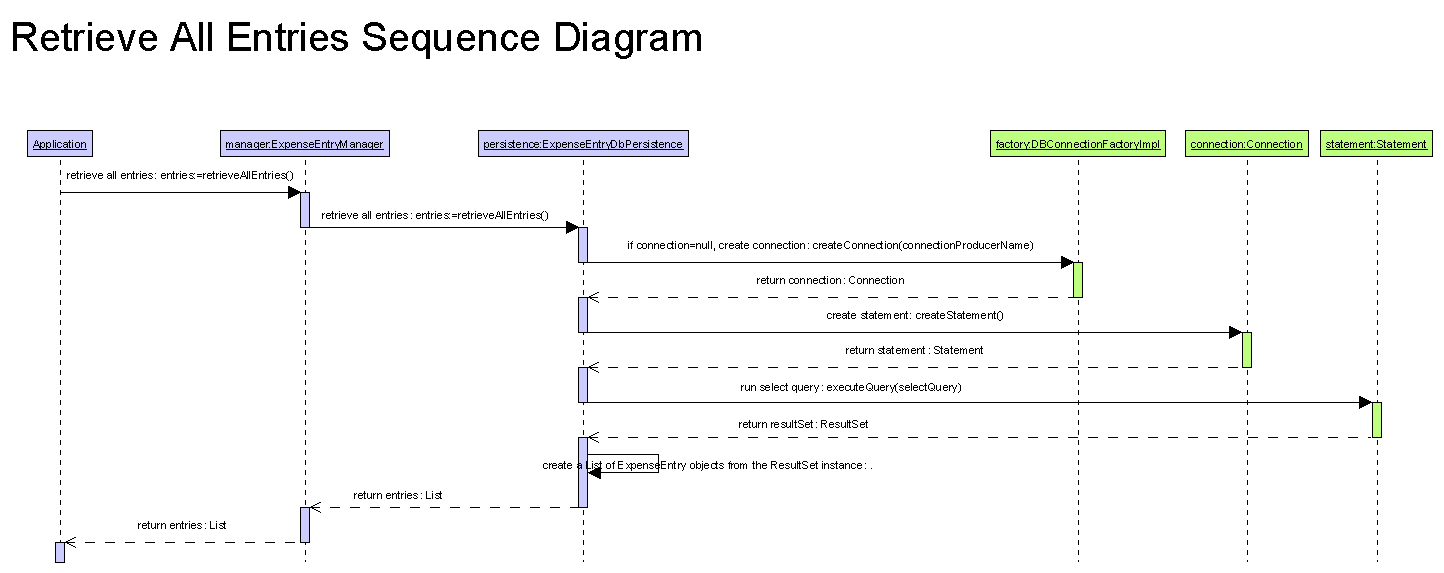 Retrieve All Entries Sequence Diagram
Application
manager:ExpenseEntryManager
persistence:ExpenseEntryDbPersistence
factory:DBConnectionFactoryImpl
connection:Connection
statement:Statement
retrieve all entries: entries:=retrieveAllEntries()
retrieve all entries: entries:=retrieveAllEntries()
if connection=null, create connection: createConnection(connectionProducerName)
return connection: Connection
create statement: createStatement()
return statement: Statement
run select query: executeQuery(selectQuery)
return resultSet: ResultSet
create a List of ExpenseEntry objects from the ResultSet instance: .
return entries: List
return entries: List